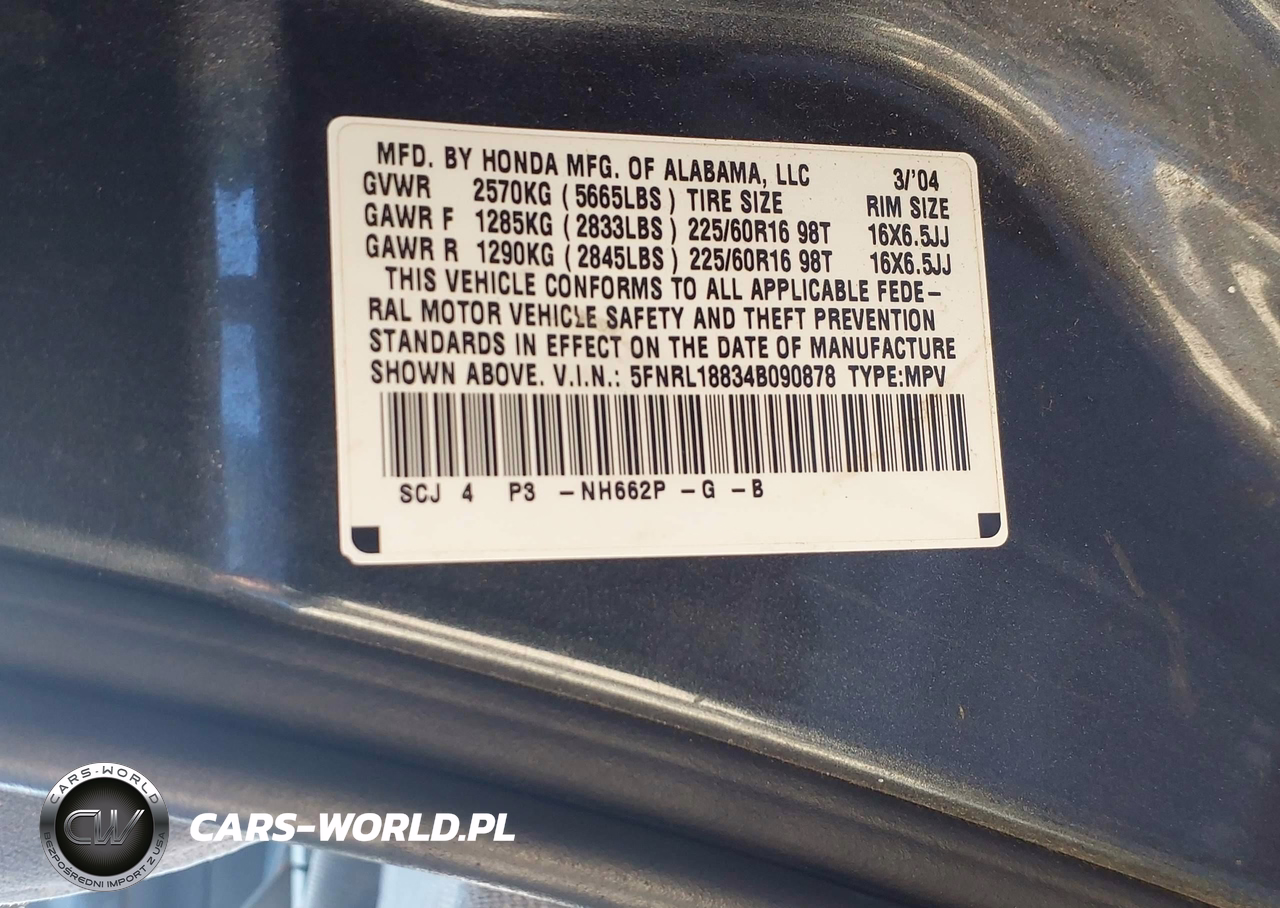 MFD. BY HONDA MFG. OF ALABAMA, LLC 3/'04
GVWR 2570KG (5665LBS) TIRE SIZE RIM SIZE
GAWR F 1285KG (2833LBS) 225/60R16 98T 16X6.5JJ
GAWR R 1290KG (2845LBS) 225/60R16 98T 16X6.5JJ
THIS VEHICLE CONFORMS TO ALL APPLICABLE FEDE-
RAL MOTOR VEHICLE SAFETY AND THEFT PREVENTION
STANDARDS IN EFFECT ON THE DATE OF MANUFACTURE
SHOWN ABOVE. V.I.N.: 5FNRL18834B090878 TYPE:MPV
SCJ 4 P3 -NH662P -G -B
CARS-WORLD
CW
BEZPOŚREDNI IMPORT Z USA
CARS-WORLD.PL